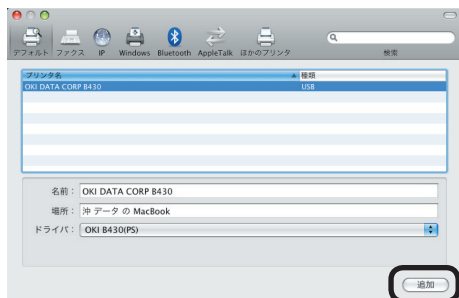 デフォルト ファクス IP Windows Bluetooth AppleTalk ほかのプリンタ 検索
プリンタ名 種類
OKI DATA CORP B430 USB
名前： OKI DATA CORP B430
場所： 沖 データ の MacBook
ドライバ： OKI B430(PS)
追加